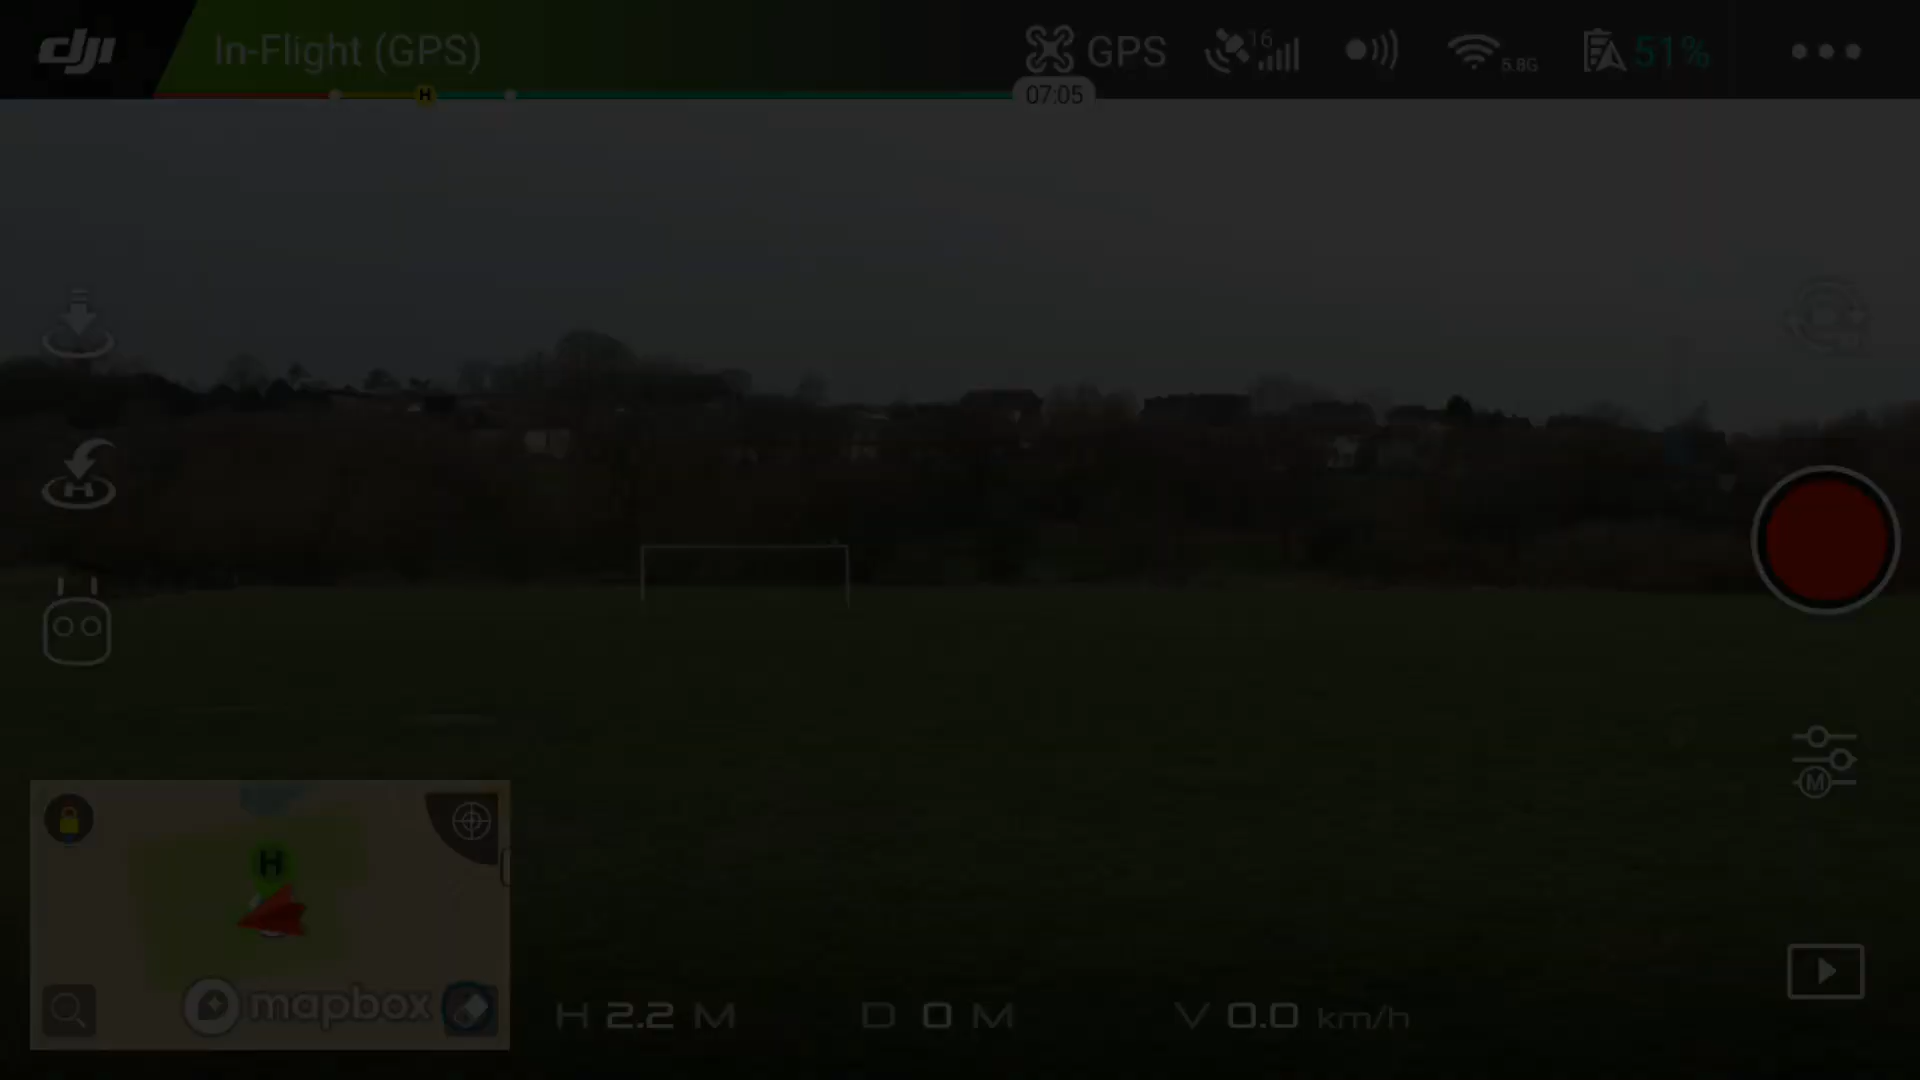 dji In-Flight (GPS) GPS 16 5.8G 51%
H 07:05
H
H
M
mapbox
H 2.2 M D 0 M V 0.0 km/h